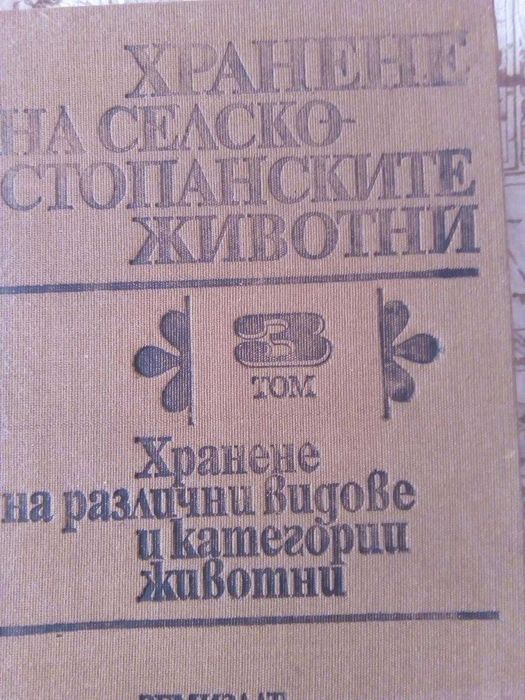 ХРАНЕНЕ
НА СЕЛСКО-
СТОПАНСКИТЕ
ЖИВОТНИ
3
ТОМ
Хранене
на различни видове
и категории
животни